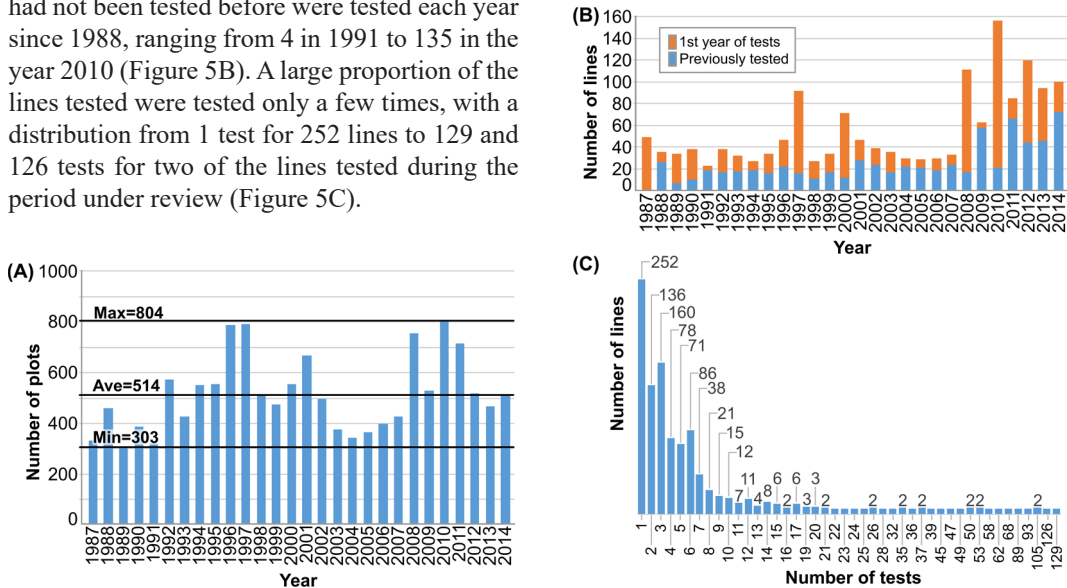 had not been tested before were tested each year
since 1988, ranging from 4 in 1991 to 135 in the
year 2010 (Figure 5B). A large proportion of the
lines tested were tested only a few times, with a
distribution from 1 test for 252 lines to 129 and
126 tests for two of the lines tested during the
period under review (Figure 5C).
(A)
Number of plots
1000
800
600
400
200
0
Max=804
Ave=514
Min=303
1987 1988 1989 1990 1991 1992 1993 1994 1995 1996 1997 1998 1999 2000 2001 2002 2003 2004 2005 2006 2007 2008 2009 2010 2011 2012 2013 2014
Year
(B)
Number of lines
160
140
120
100
80
60
40
20
0
1st year of tests
Previously tested
1987 1988 1989 1990 1991 1992 1993 1994 1995 1996 1997 1998 1999 2000 2001 2002 2003 2004 2005 2006 2007 2008 2009 2010 2011 2012 2013 2014
Year
(C)
Number of lines
252
136
160
78
71
86
38
21
15
12
7 11 4 8 6 2 6 3 3 2 2 2 2 2 2 2
1 3 5 7 9 11 13 15 17 20 22 24 26 32 36 39 47 50 58 68 93 126
2 4 6 8 10 12 14 16 19 21 23 25 28 35 37 45 49 53 62 89 105 129
Number of tests